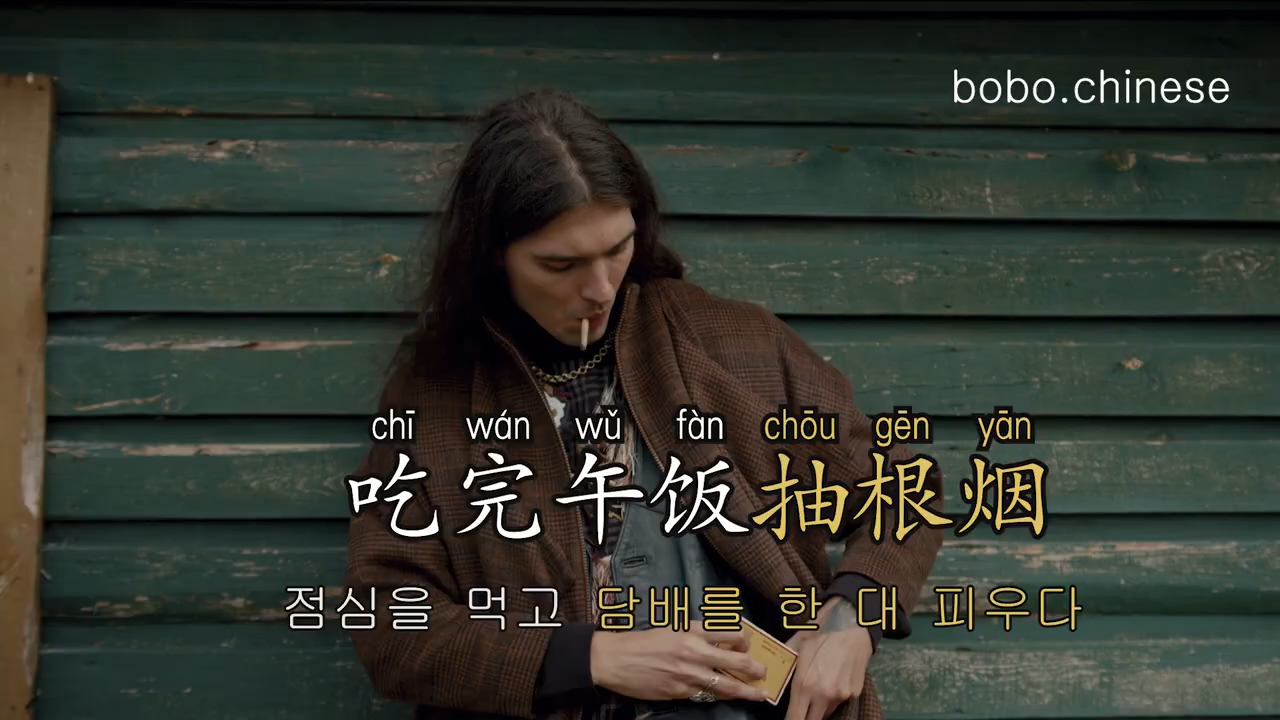 bobo.chinese
chī wán wǔ fàn chōu gēn yān
吃完午饭抽根烟
점심을 먹고 담배를 한 대 피우다